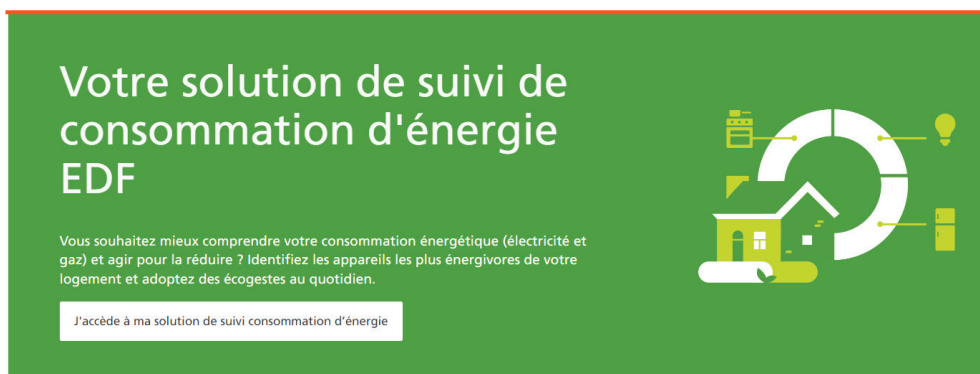 Votre solution de suivi de
consommation d'énergie
EDF
Vous souhaitez mieux comprendre votre consommation énergétique (électricité et
gaz) et agir pour la réduire ? Identifiez les appareils les plus énergivores de votre
logement et adoptez des écogestes au quotidien.
J'accède à ma solution de suivi consommation d’énergie